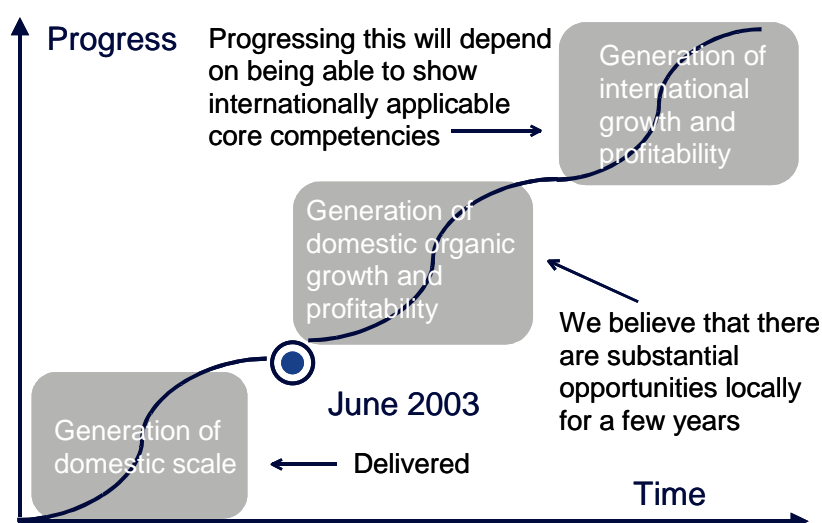 Progress
Progressing this will depend
on being able to show
internationally applicable
core competencies
Generation of
international
growth and
profitability
Generation of
domestic organic
growth and
profitability
We believe that there
are substantial
opportunities locally
for a few years
June 2003
Generation of
domestic scale
Delivered
Time